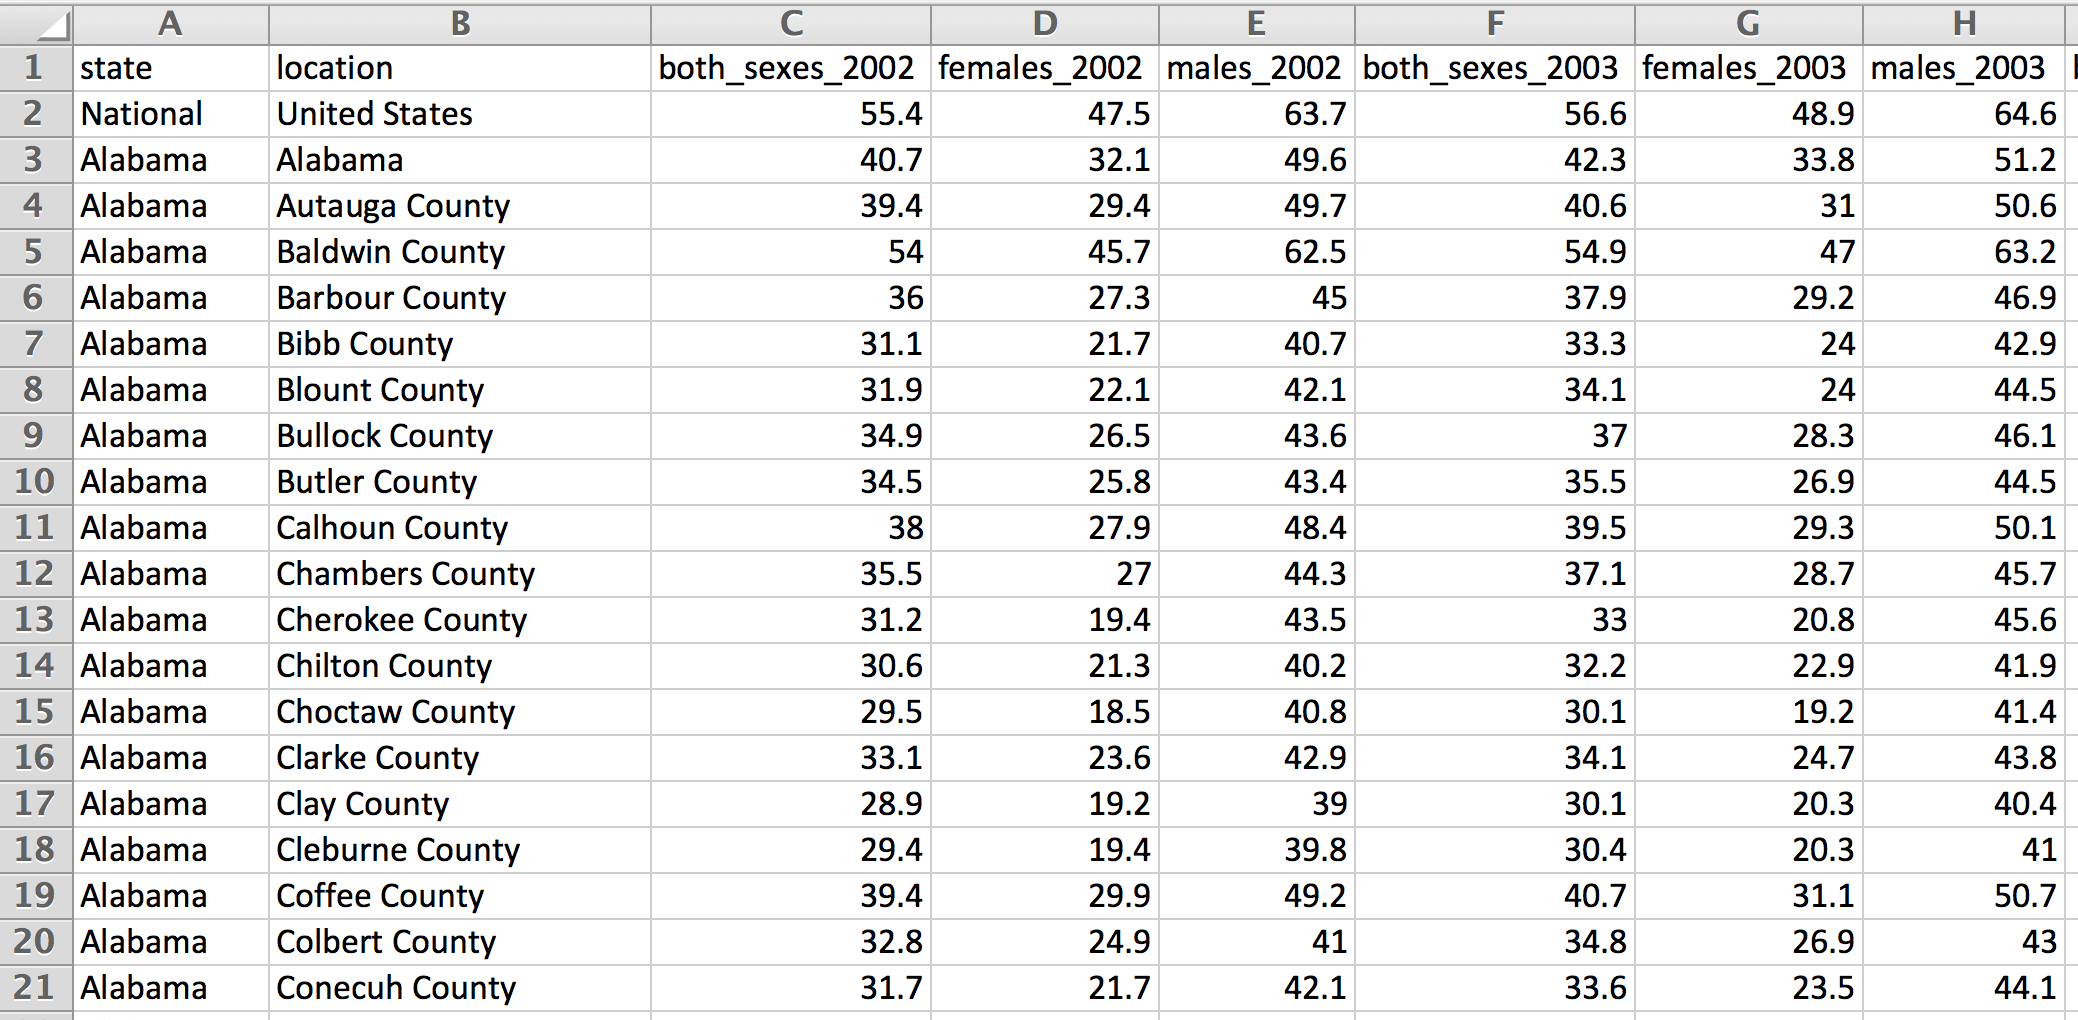 A B C D E F G H
1 state location both_sexes_2002 females_2002 males_2002 both_sexes_2003 females_2003 males_2003
2 National United States 55.4 47.5 63.7 56.6 48.9 64.6
3 Alabama Alabama 40.7 32.1 49.6 42.3 33.8 51.2
4 Alabama Autauga County 39.4 29.4 49.7 40.6 31 50.6
5 Alabama Baldwin County 54 45.7 62.5 54.9 47 63.2
6 Alabama Barbour County 36 27.3 45 37.9 29.2 46.9
7 Alabama Bibb County 31.1 21.7 40.7 33.3 24 42.9
8 Alabama Blount County 31.9 22.1 42.1 34.1 24 44.5
9 Alabama Bullock County 34.9 26.5 43.6 37 28.3 46.1
10 Alabama Butler County 34.5 25.8 43.4 35.5 26.9 44.5
11 Alabama Calhoun County 38 27.9 48.4 39.5 29.3 50.1
12 Alabama Chambers County 35.5 27 44.3 37.1 28.7 45.7
13 Alabama Cherokee County 31.2 19.4 43.5 33 20.8 45.6
14 Alabama Chilton County 30.6 21.3 40.2 32.2 22.9 41.9
15 Alabama Choctaw County 29.5 18.5 40.8 30.1 19.2 41.4
16 Alabama Clarke County 33.1 23.6 42.9 34.1 24.7 43.8
17 Alabama Clay County 28.9 19.2 39 30.1 20.3 40.4
18 Alabama Cleburne County 29.4 19.4 39.8 30.4 20.3 41
19 Alabama Coffee County 39.4 29.9 49.2 40.7 31.1 50.7
20 Alabama Colbert County 32.8 24.9 41 34.8 26.9 43
21 Alabama Conecuh County 31.7 21.7 42.1 33.6 23.5 44.1